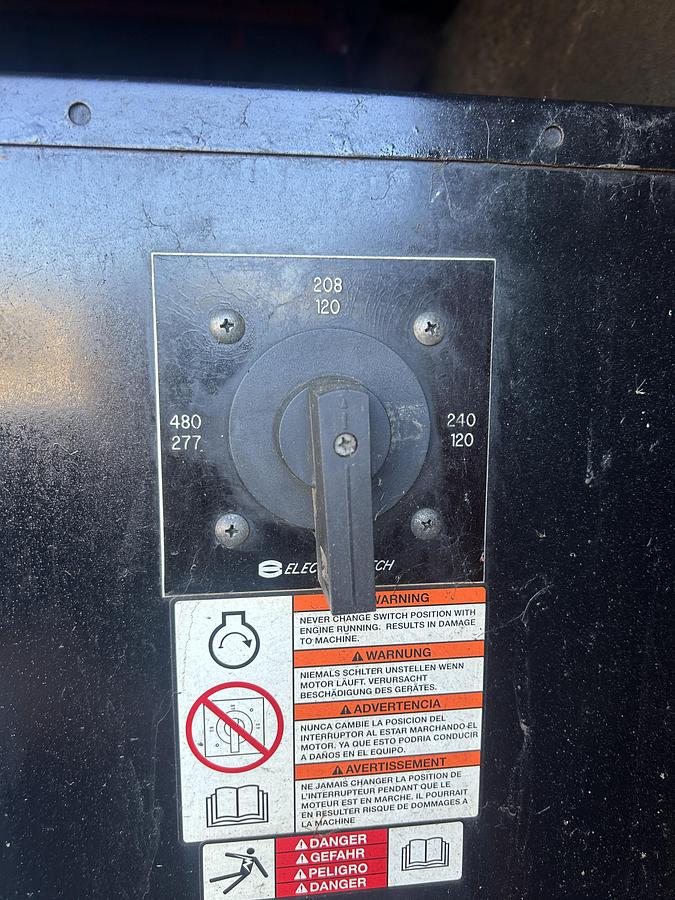 208
120
480
277
240
120
ELEC CH
WARNING
NEVER CHANGE SWITCH POSITION WITH
ENGINE RUNNING. RESULTS IN DAMAGE
TO MACHINE.
WARNUNG
NIEMALS SCHLTER UNSTELLEN WENN
MOTOR LÄUFT. VERURSACHT
BESCHÄDIGUNG DES GERÄTES.
ADVERTENCIA
NUNCA CAMBIE LA POSICION DEL
INTERRUPTOR AL ESTAR MARCHANDO EL
MOTOR. YA QUE ESTO PODRIA CONDUCIR
A DAÑOS EN EL EQUIPO.
AVERTISSEMENT
NE JAMAIS CHANGER LA POSITION DE
L'INTERRUPTEUR PENDANT QUE LE
MOTEUR EST EN MARCHE. IL POURRAIT
EN RESULTER RISQUE DE DOMMAGES A
LA MACHINE
DANGER
GEFAHR
PELIGRO
DANGER